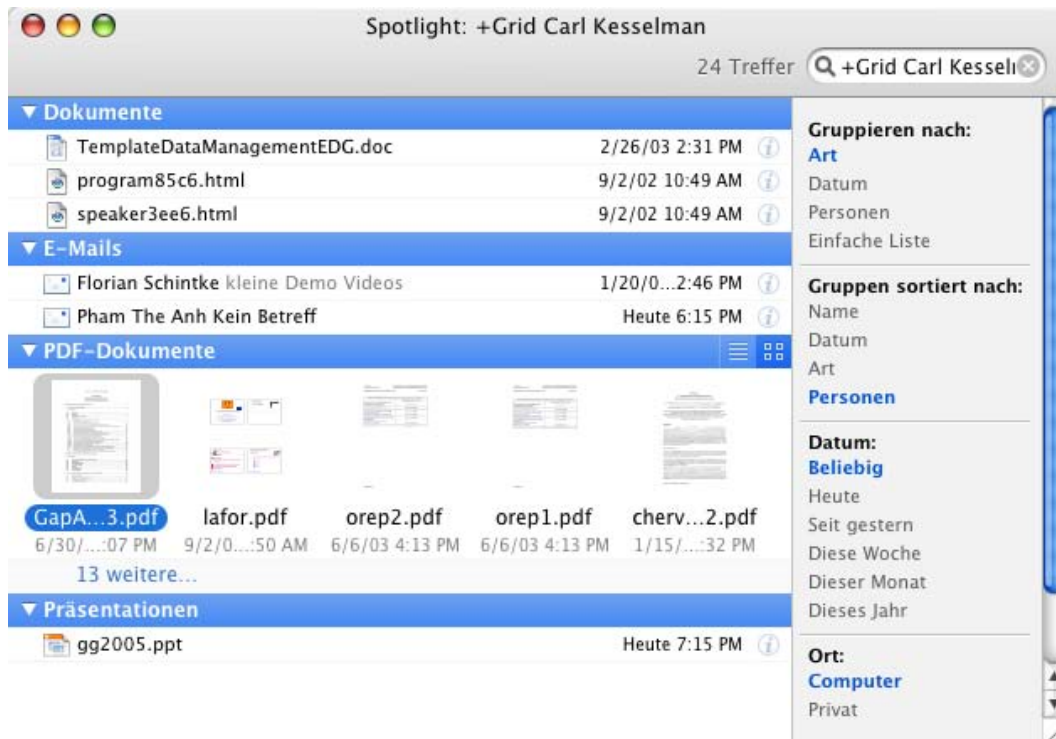 Spotlight: +Grid Carl Kesselman
24 Treffer
+Grid Carl Kesselı
Dokumente
TemplateDataManagementEDG.doc 2/26/03 2:31 PM
program85c6.html 9/2/02 10:49 AM
speaker3ee6.html 9/2/02 10:49 AM
E-Mails
Florian Schintke kleine Demo Videos 1/20/0...2:46 PM
Pham The Anh Kein Betreff Heute 6:15 PM
PDF-Dokumente
GapA...3.pdf lafor.pdf orep2.pdf orep1.pdf cherv...2.pdf
6/30/...:07 PM 9/2/0...:50 AM 6/6/03 4:13 PM 6/6/03 4:13 PM 1/15/...:32 PM
13 weitere...
Präsentationen
gg2005.ppt Heute 7:15 PM
Gruppieren nach:
Art
Datum
Personen
Einfache Liste
Gruppen sortiert nach:
Name
Datum
Art
Personen
Datum:
Beliebig
Heute
Seit gestern
Diese Woche
Dieser Monat
Dieses Jahr
Ort:
Computer
Privat